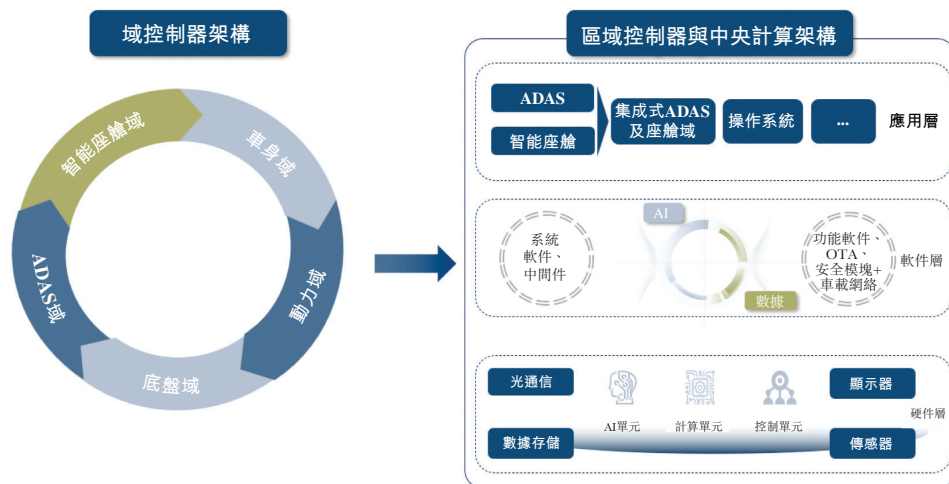 域控制器架構
智能座艙域
車身域
ADAS域
動力域
底盤域
區域控制器與中央計算架構
ADAS
智能座艙
集成式ADAS
及座艙域
操作系統
...
應用層
系統
軟件、
中間件
AI
數據
功能軟件、
OTA、
安全模塊+
車載網絡
軟件層
光通信
數據存儲
AI單元
計算單元
控制單元
顯示器
傳感器
硬件層